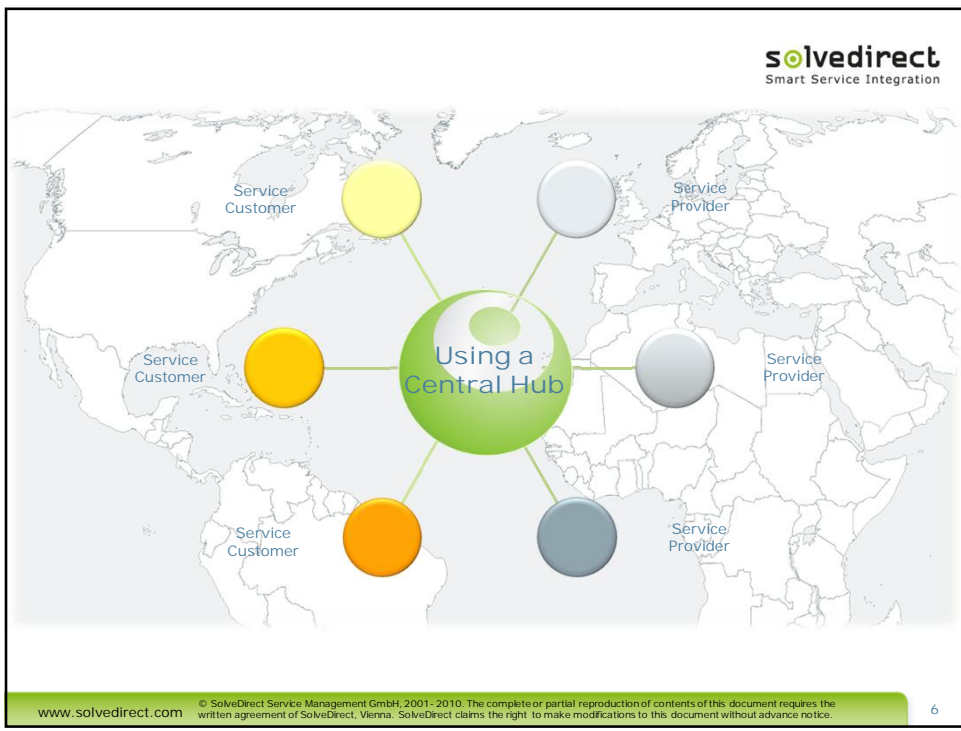 solvedirect
Smart Service Integration
Service
Customer
Service
Provider
Using a
Central Hub
Service
Customer
Service
Provider
Service
Customer
Service
Provider
www.solvedirect.com
© SolveDirect Service Management GmbH, 2001 - 2010. The complete or partial reproduction of contents of this document requires the
written agreement of SolveDirect, Vienna. SolveDirect claims the right to make modifications to this document without advance notice.
6